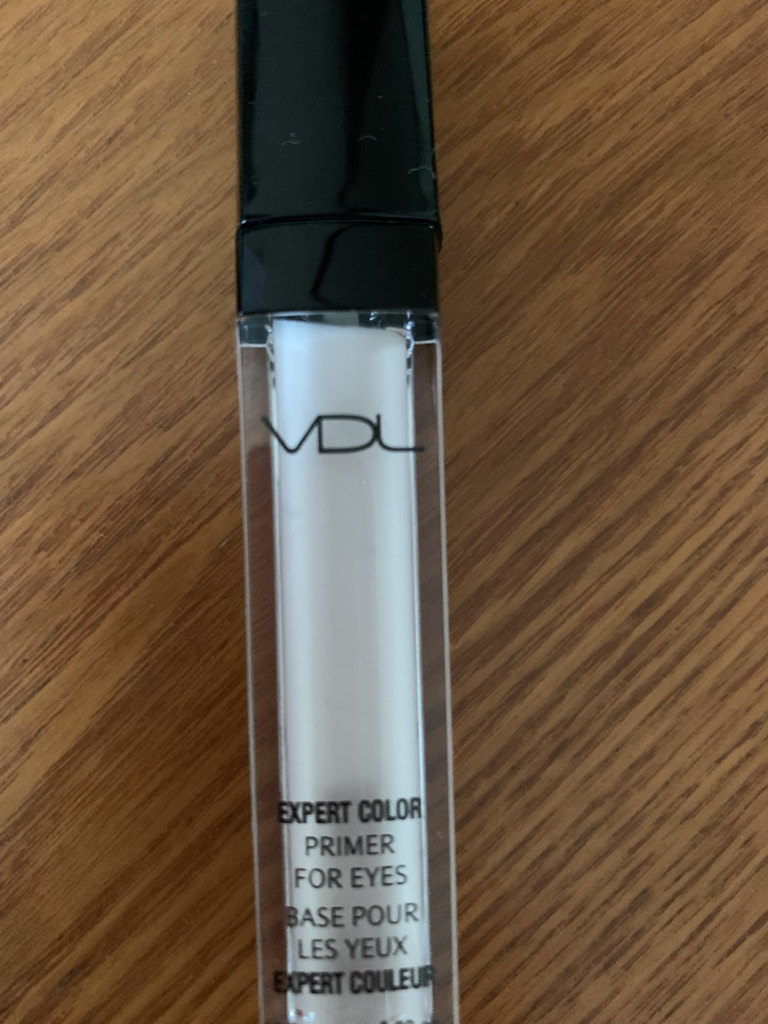 VDL
EXPERT COLOR
PRIMER
FOR EYES
BASE POUR
LES YEUX
EXPERT COULEUR